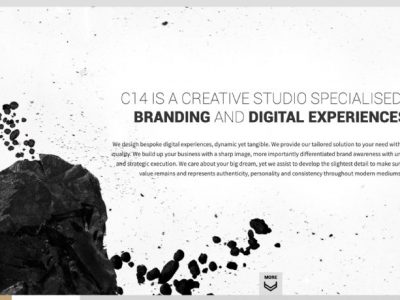 C14 IS A CREATIVE STUDIO SPECIALISED
BRANDING AND DIGITAL EXPERIENCES
We design bespoke digital experiences, dynamic yet tangible. We provide our tailored solution to your need with
quality. We build up your business with a sharp image, more importantly differentiated brand awareness with
and strategic execution. We care about your big dream, yet we assist to develop the slightest detail to make
value remains and represents authenticity, personality and consistency throughout modern mediums
MORE